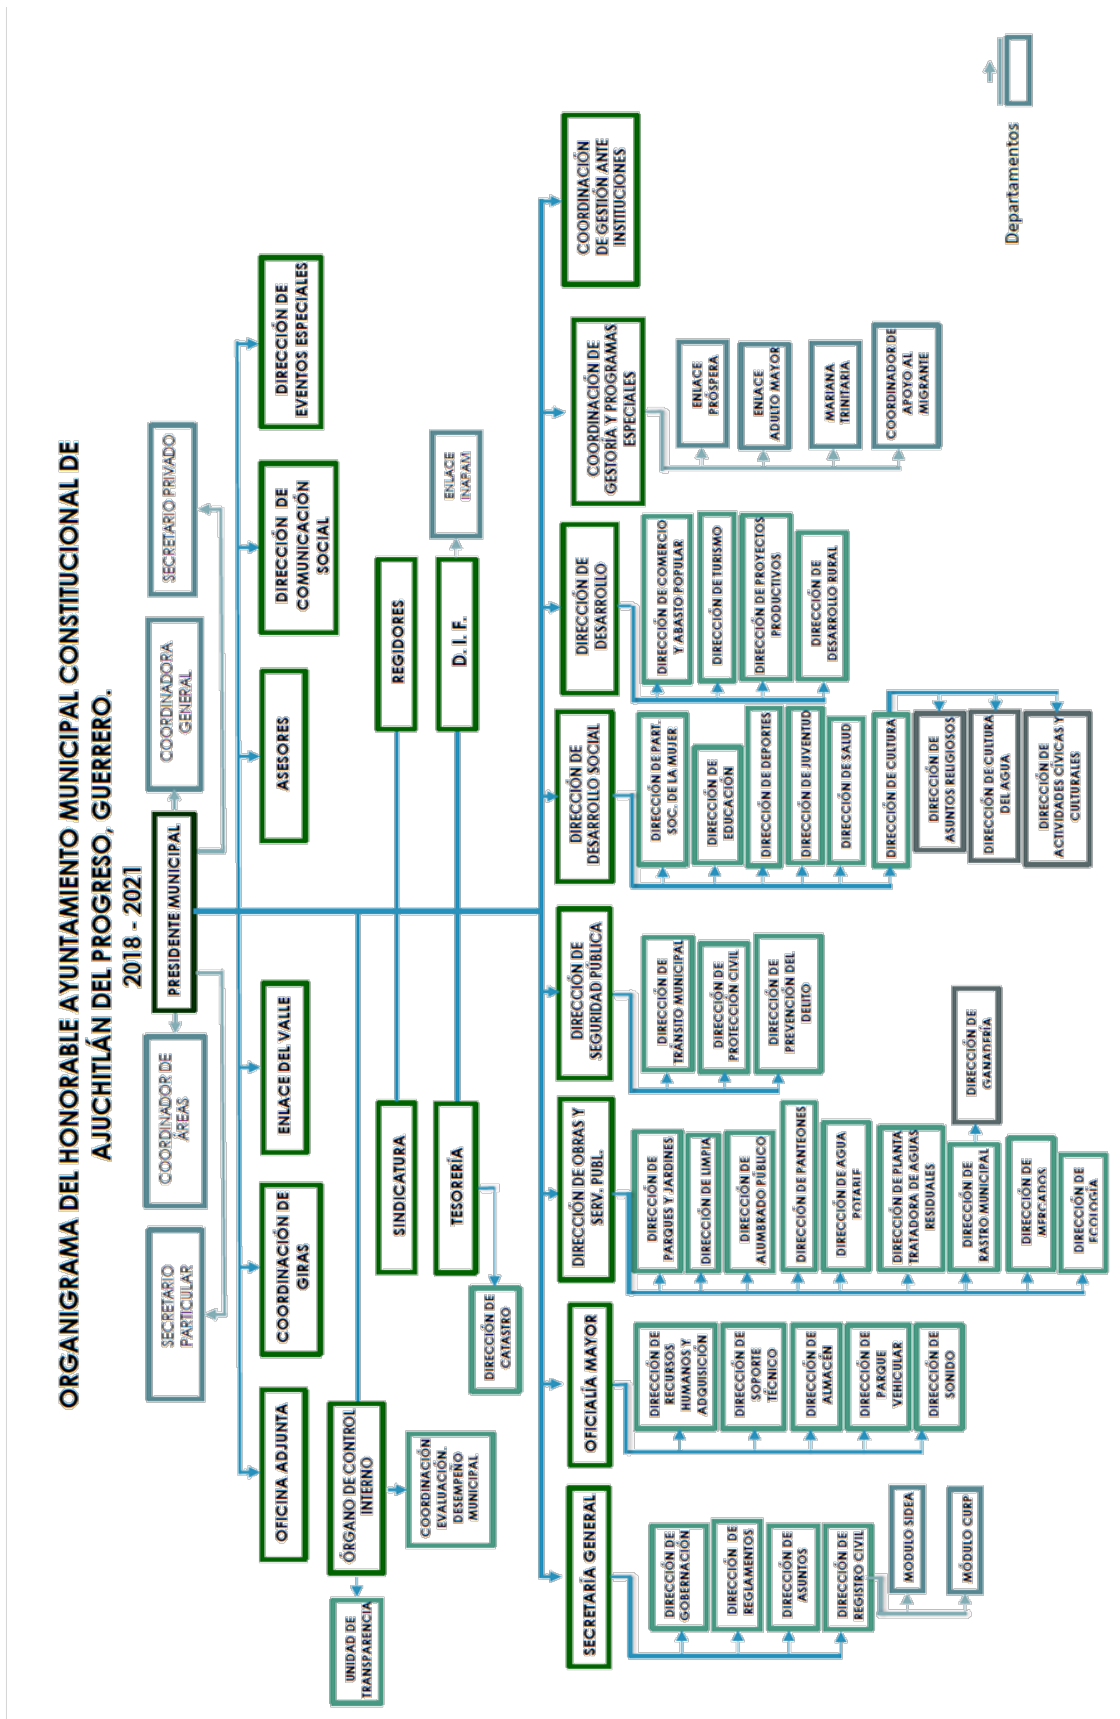 ORGANIGRAMA DEL HONORABLE AYUNTAMIENTO MUNICIPAL CONSTITUCIONAL DE
AJUCHITLÁN DEL PROGRESO, GUERRERO.
2018 - 2021
SECRETARIO
PARTICULAR
COORDINADOR DE
ÁREAS
PRESIDENTE MUNICIPAL
COORDINADORA
GENERAL
SECRETARIO PRIVADO
OFICINA ADJUNTA
COORDINACIÓN DE
GIRAS
ENLACE DEL VALLE
ASESORES
DIRECCIÓN DE
COMUNICACIÓN
SOCIAL
DIRECCIÓN DE
EVENTOS ESPECIALES
UNIDAD DE
TRANSPARENCIA
ÓRGANO DE CONTROL
INTERNO
COORDINACIÓN
EVALUACIÓN.
DESEMPEÑO
MUNICIPAL
SINDICATURA
REGIDORES
TESORERÍA
D. I. F.
ENLACE
INAPAM
DIRECCIÓN DE
CATASTRO
SECRETARÍA GENERAL
DIRECCIÓN DE
GOBERNACIÓN
DIRECCIÓN DE
REGLAMENTOS
DIRECCIÓN DE
ASUNTOS
DIRECCIÓN DE
REGISTRO CIVIL
MODULO SIDEA
MÓDULO CURP
OFICIALÍA MAYOR
DIRECCIÓN DE
RECURSOS
HUMANOS Y
ADQUISICIÓN
DIRECCIÓN DE
SOPORTE
TÉCNICO
DIRECCIÓN DE
ALMACÉN
DIRECCIÓN DE
PARQUE
VEHICULAR
DIRECCIÓN DE
SONIDO
DIRECCIÓN DE OBRAS Y
SERV. PUBL.
DIRECCIÓN DE
PARQUES Y JARDINES
DIRECCIÓN DE LIMPIA
DIRECCIÓN DE
ALUMBRADO PÚBLICO
DIRECCIÓN DE PANTEONES
DIRECCIÓN DE AGUA
DIRECCIÓN DE PLANTA
TRATADORA DE AGUAS
RESIDUALES
DIRECCIÓN DE
RASTRO MUNICIPAL
DIRECCIÓN DE
GANADERÍA
DIRECCIÓN DE
MERCADOS
DIRECCIÓN DE
ECOLOGÍA
DIRECCIÓN DE
SEGURIDAD PÚBLICA
DIRECCIÓN DE
TRÁNSITO MUNICIPAL
DIRECCIÓN DE
PROTECCIÓN CIVIL
DIRECCIÓN DE
PREVENCIÓN DEL
DELITO
DIRECCIÓN DE
DESARROLLO SOCIAL
DIRECCIÓN DE PART.
SOC. DE LA MUJER
DIRECCIÓN DE
EDUCACIÓN
DIRECCIÓN DE DEPORTES
DIRECCIÓN DE JUVENTUD
DIRECCIÓN DE SALUD
DIRECCIÓN DE CULTURA
DIRECCIÓN DE
ASUNTOS RELIGIOSOS
DIRECCIÓN DE CULTURA
DEL AGUA
DIRECCIÓN DE
ACTIVIDADES CÍVICAS Y
CULTURALES
DIRECCIÓN DE
DESARROLLO
DIRECCIÓN DE COMERCIO
Y ABASTO POPULAR
DIRECCIÓN DE TURISMO
DIRECCIÓN DE PROYECTOS
PRODUCTIVOS
DIRECCIÓN DE
DESARROLLO RURAL
COORDINACIÓN DE
GESTORÍA Y PROGRAMAS
ESPECIALES
ENLACE
PRÓSPERA
ENLACE
ADULTO MAYOR
MARIANA
TRINITARIA
COORDINADOR DE
APOYO AL
MIGRANTE
COORDINACIÓN
DE GESTIÓN ANTE
INSTITUCIONES
Departamentos